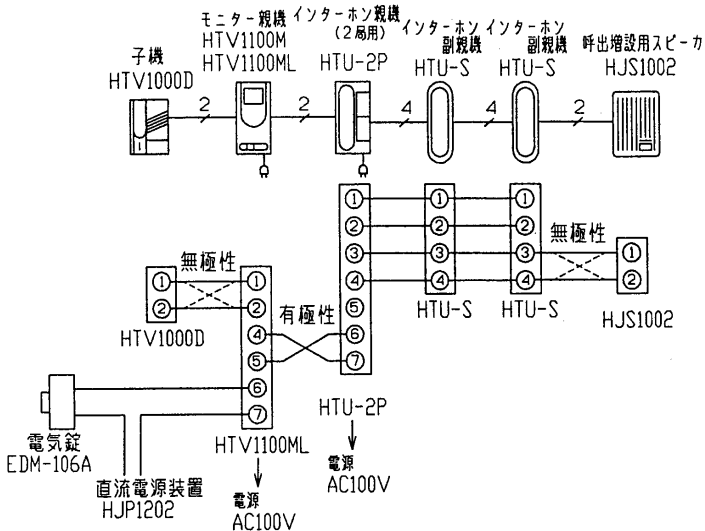 子機
HTV1000D
モニター親機
HTV1100M
HTV1100ML
インターホン親機
(2局用)
HTU-2P
インターホン
副親機
HTU-S
インターホン
副親機
HTU-S
呼出増設用スピーカ
HJS1002
2
2
4
4
2
① ① ①
② ② ②
③ ③ ③
④ ④ ④
⑤
⑥
⑦
無極性
①
②
HTU-S
HTU-S
HJS1002
無極性
①
②
HTV1000D
①
②
④
⑤
⑥
⑦
有極性
HTU-2P
電源
AC100V
電気錠
EDM-106A
直流電源装置
HJP1202
HTV1100ML
電源
AC100V